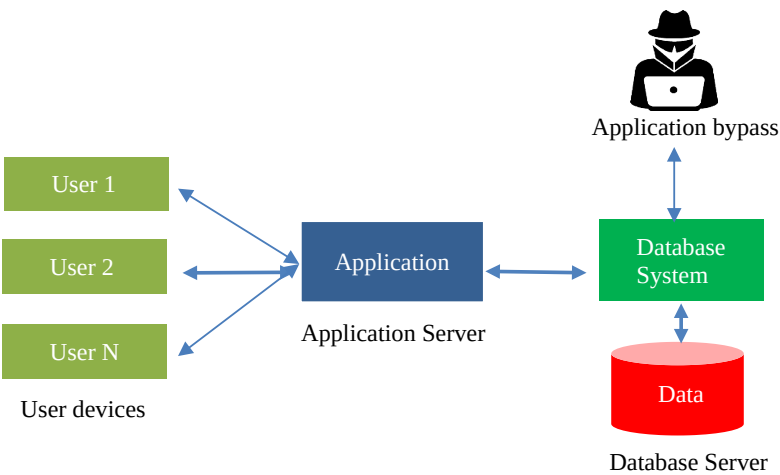 Application bypass
User 1
User 2
User N
User devices
Application
Application Server
Database
System
Data
Database Server